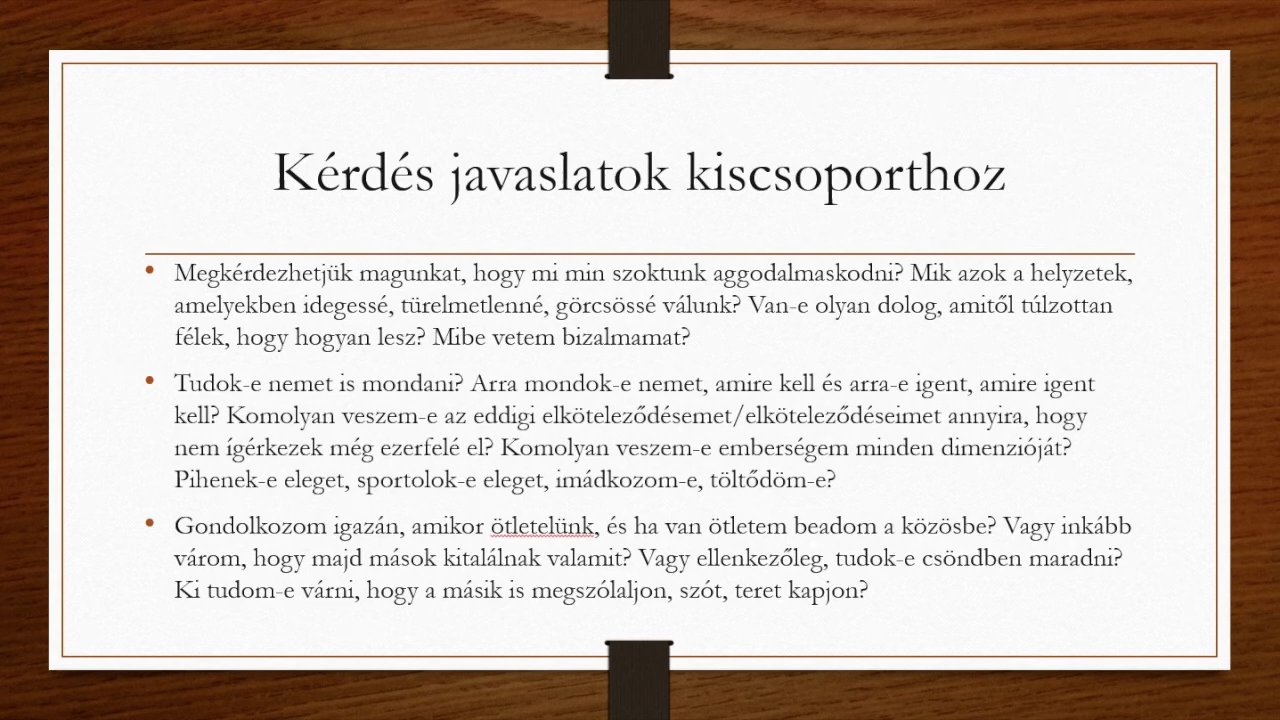 Kérdés javaslatok kiscsoporthoz
• Megkérdezhetjük magunkat, hogy mi min szoktunk aggodalmaskodni? Mik azok a helyzetek,
amelyekben idegessé, türelmetlenné, görcsössé válunk? Van-e olyan dolog, amitől túlzottan
félek, hogy hogyan lesz? Mibe vetem bizalmamat?
• Tudok-e nemet is mondani? Arra mondok-e nemet, amire kell és arra-e igent, amire igent
kell? Komolyan veszem-e az eddigi elköteleződésemet/elköteleződéseimet annyira, hogy
nem ígérkezek még ezerfelé el? Komolyan veszem-e emberségem minden dimenzióját?
Pihenek-e eleget, sportolok-e eleget, imádkozom-e, töltődöm-e?
• Gondolkozom igazán, amikor ötletelünk, és ha van ötletem beadom a közösbe? Vagy inkább
várom, hogy majd mások kitalálnak valamit? Vagy ellenkezőleg, tudok-e csöndben maradni?
Ki tudom-e várni, hogy a másik is megszólaljon, szót, teret kapjon?